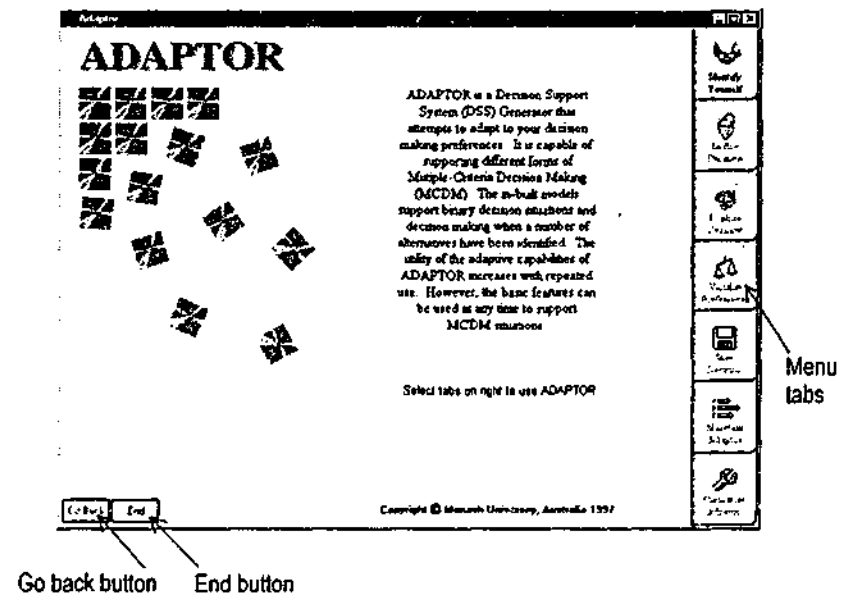 Adaptor
ADAPTOR
ADAPTOR is a Decision Support
System (DSS) Generator that
attempts to adapt to your decision
making preferences. It is capable of
supporting different forms of
Multiple-Criteria Decision Making
(MCDM). The in-built models
support binary decision situations and
decision making when a number of
alternatives have been identified. The
utility of the adaptive capabilities of
ADAPTOR increases with repeated
use. However, the basic features can
be used at any time to support
MCDM situations
Select tabs on right to use ADAPTOR
Identify
Yourself
Menu
tabs
Go Back
End
Copyright © Monash University, Australia 1997
Go back button
End button